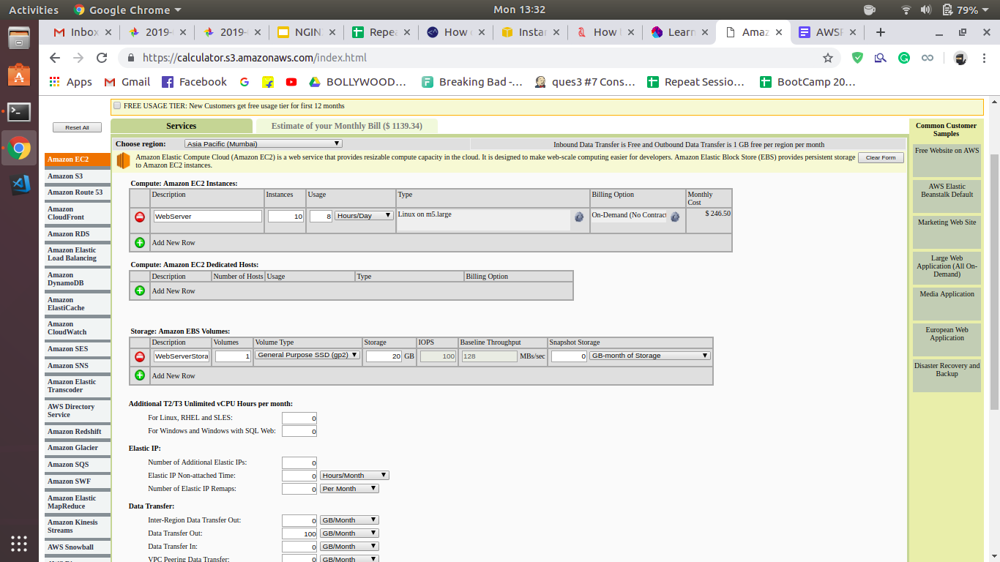 Activities
Google Chrome
Mon 13:32
79%
Inbox
2019-
2019-
NGIN
Repea
How
Insta
How
Learn
Amaz
AWSP
https://calculator.s3.amazonaws.com/index.html
Apps
Gmail
Facebook
BOLLYWOOD...
Breaking Bad -...
ques3 #7 Cons...
Repeat Sessio...
BootCamp 20...
FREE USAGE TIER: New Customers get free usage tier for first 12 months
Reset All
Services
Estimate of your Monthly Bill ($ 1139.34)
Choose region:
Asia Pacific (Mumbai)
Inbound Data Transfer is Free and Outbound Data Transfer is 1 GB free per region per month
Amazon Elastic Compute Cloud (Amazon EC2) is a web service that provides resizable compute capacity in the cloud. It is designed to make web-scale computing easier for developers. Amazon Elastic Block Store (EBS) provides persistent storage
to Amazon EC2 instances.
Clear Form
Amazon EC2
Amazon S3
Amazon Route 53
Amazon
CloudFront
Amazon RDS
Amazon Elastic
Load Balancing
Amazon
DynamoDB
Amazon
ElastiCache
Amazon
CloudWatch
Amazon SES
Amazon SNS
Amazon Elastic
Transcoder
AWS Directory
Service
Amazon Redshift
Amazon Glacier
Amazon SQS
Amazon SWF
Amazon Elastic
MapReduce
Amazon Kinesis
Streams
AWS Snowball
Compute: Amazon EC2 Instances:
Description Instances Usage Type Billing Option Monthly
Cost
WebServer 10 8 Hours/Day Linux on m5.large On-Demand (No Contract $ 246.50
Add New Row
Compute: Amazon EC2 Dedicated Hosts:
Description Number of Hosts Usage Type Billing Option
Add New Row
Storage: Amazon EBS Volumes:
Description Volumes Volume Type Storage IOPS Baseline Throughput Snapshot Storage
WebServerStora 1 General Purpose SSD (gp2) 20 GB 100 128 MBs/sec 0 GB-month of Storage
Add New Row
Additional T2/T3 Unlimited vCPU Hours per month:
For Linux, RHEL and SLES: 0
For Windows and Windows with SQL Web: 0
Elastic IP:
Number of Additional Elastic IPs: 0
Elastic IP Non-attached Time: 0 Hours/Month
Number of Elastic IP Remaps: 0 Per Month
Data Transfer:
Inter-Region Data Transfer Out: 0 GB/Month
Data Transfer Out: 100 GB/Month
Data Transfer In: 0 GB/Month
VPC Peering Data Transfer: 0 GB/Month
Common Customer
Samples
Free Website on AWS
AWS Elastic
Beanstalk Default
Marketing Web Site
Large Web
Application (All On-
Demand)
Media Application
European Web
Application
Disaster Recovery and
Backup